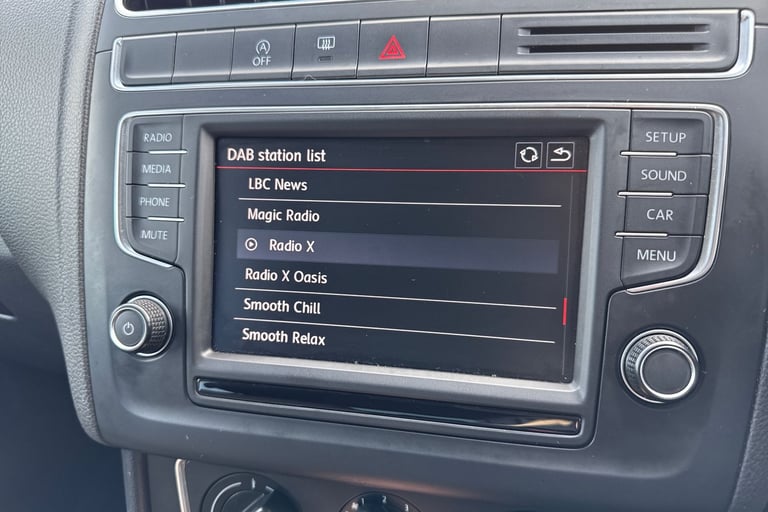 OFF
RADIO
MEDIA
PHONE
MUTE
DAB station list
LBC News
Magic Radio
Radio X
Radio X Oasis
Smooth Chill
Smooth Relax
SETUP
SOUND
CAR
MENU